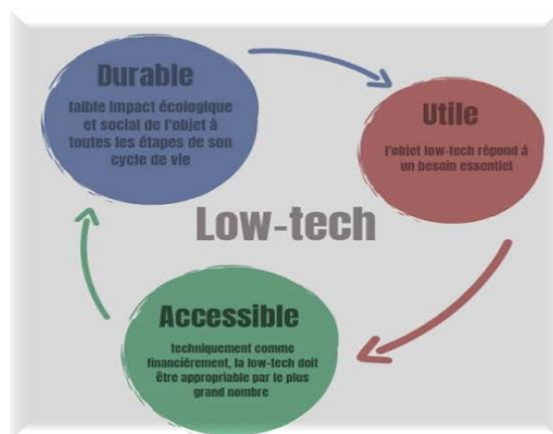 Durable
faible impact écologique
et social de l'objet à
toutes les étapes de son
cycle de vie
Utile
l'objet low-tech répond à
un besoin essentiel
Low-tech
Accessible
techniquement comme
financièrement, la low-tech doit
être appropriable par le plus
grand nombre